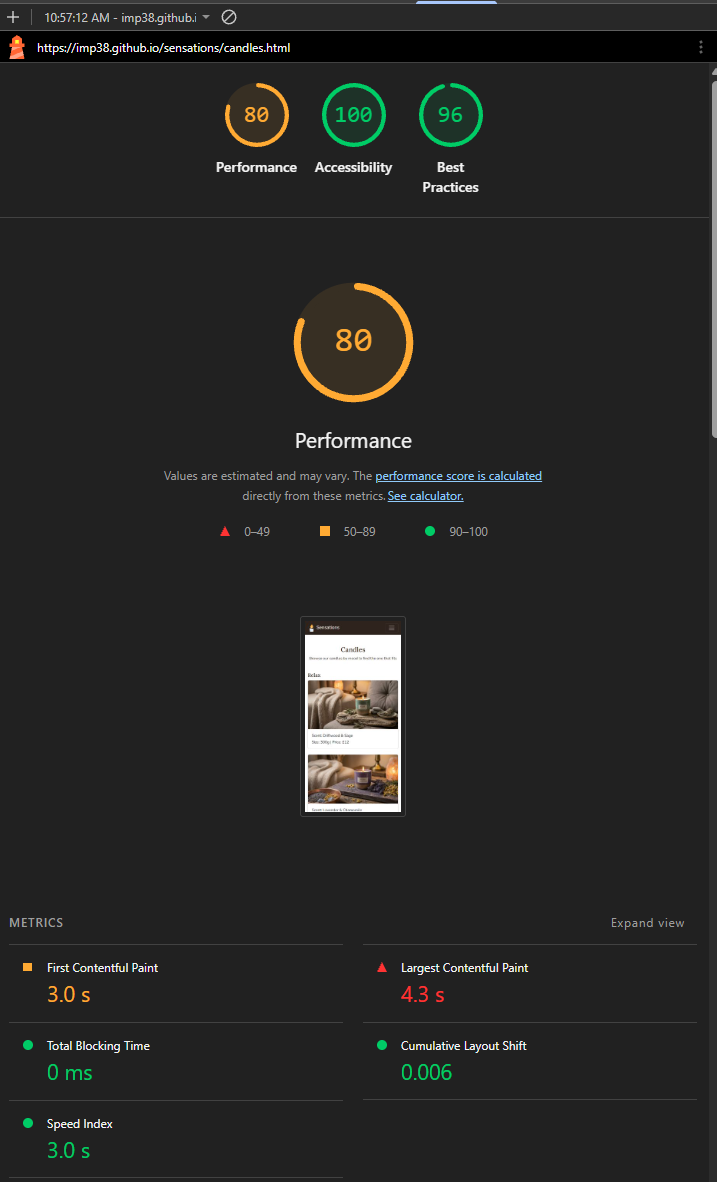 10:57:12 AM - imp38.github.i
https://imp38.github.io/sensations/candles.html
80
100
96
Performance
Accessibility
Best
Practices
80
Performance
Values are estimated and may vary. The performance score is calculated
directly from these metrics. See calculator.
0–49
50–89
90–100
Sensations
Candles
Relax
Scent: Driftwood & Sage
METRICS
Expand view
First Contentful Paint
3.0 s
Largest Contentful Paint
4.3 s
Total Blocking Time
0 ms
Cumulative Layout Shift
0.006
Speed Index
3.0 s